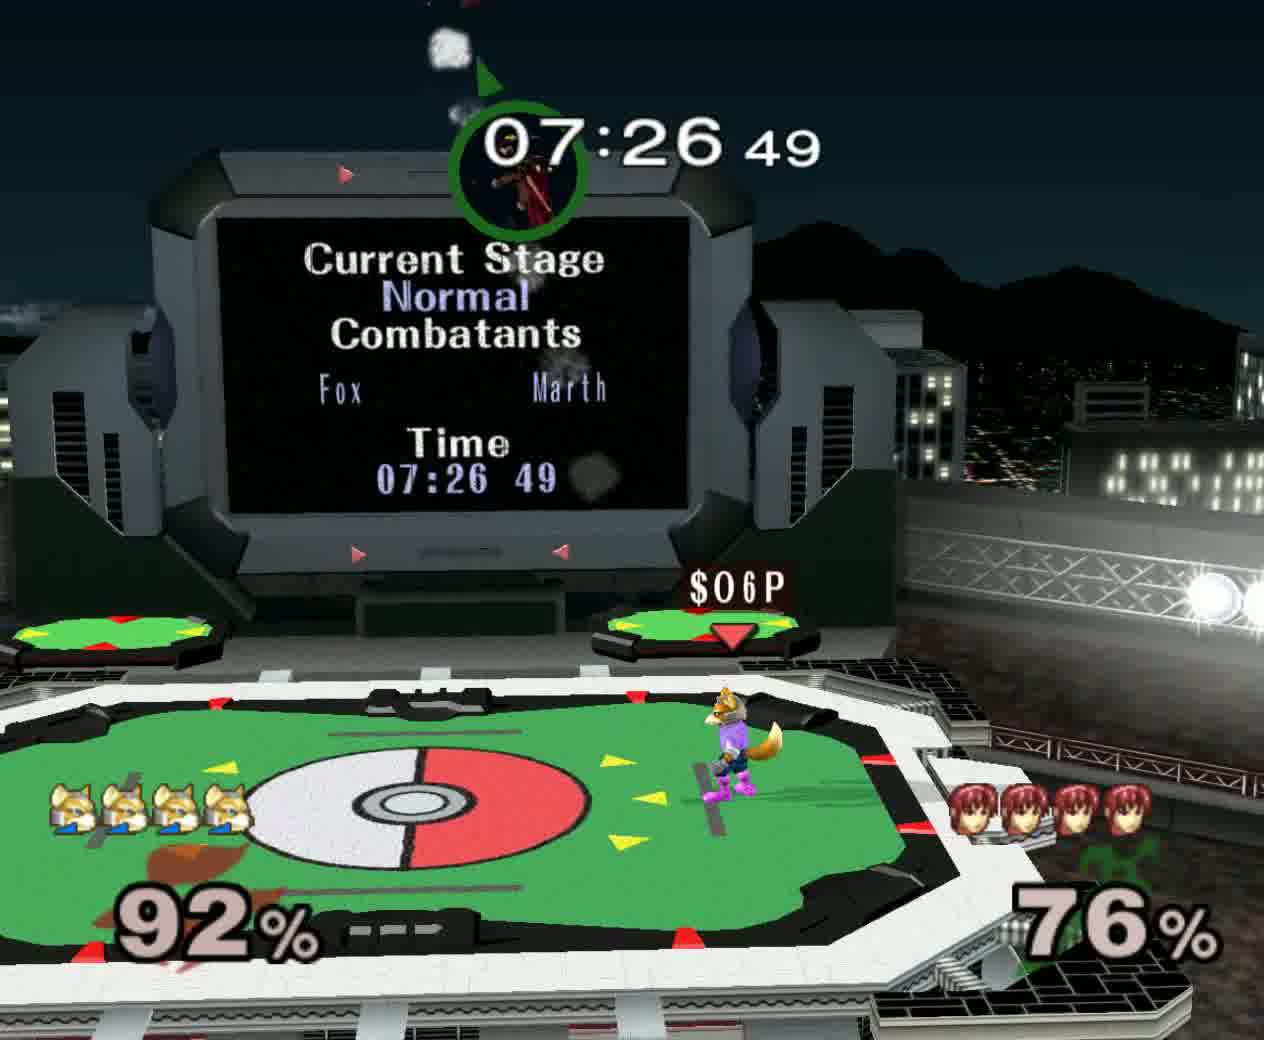 07:26 49
Current Stage
Normal
Combatants
Fox Marth
Time
07:26 49
$06P
92%
76%